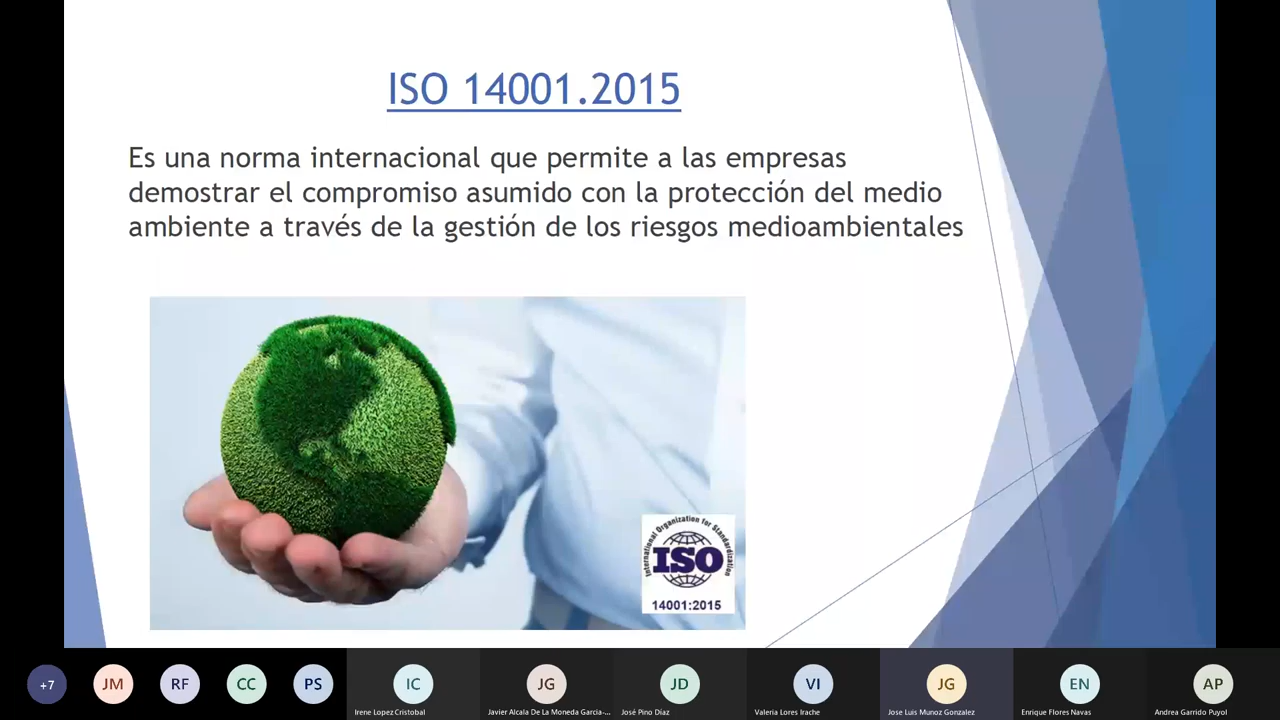 ISO 14001.2015
Es una norma internacional que permite a las empresas
demostrar el compromiso asumido con la protección del medio
ambiente a través de la gestión de los riesgos medioambientales
International Organization for Standardization
ISO
14001:2015
+7
JM
RF
CC
PS
IC
JG
JD
VI
JG
EN
AP
Irene Lopez Cristobal
Javier Alcala De La Moneda Garcia-...
José Pino Díaz
Valeria Lores Irache
Jose Luis Munoz Gonzalez
Enrique Flores Navas
Andrea Garrido Puyol